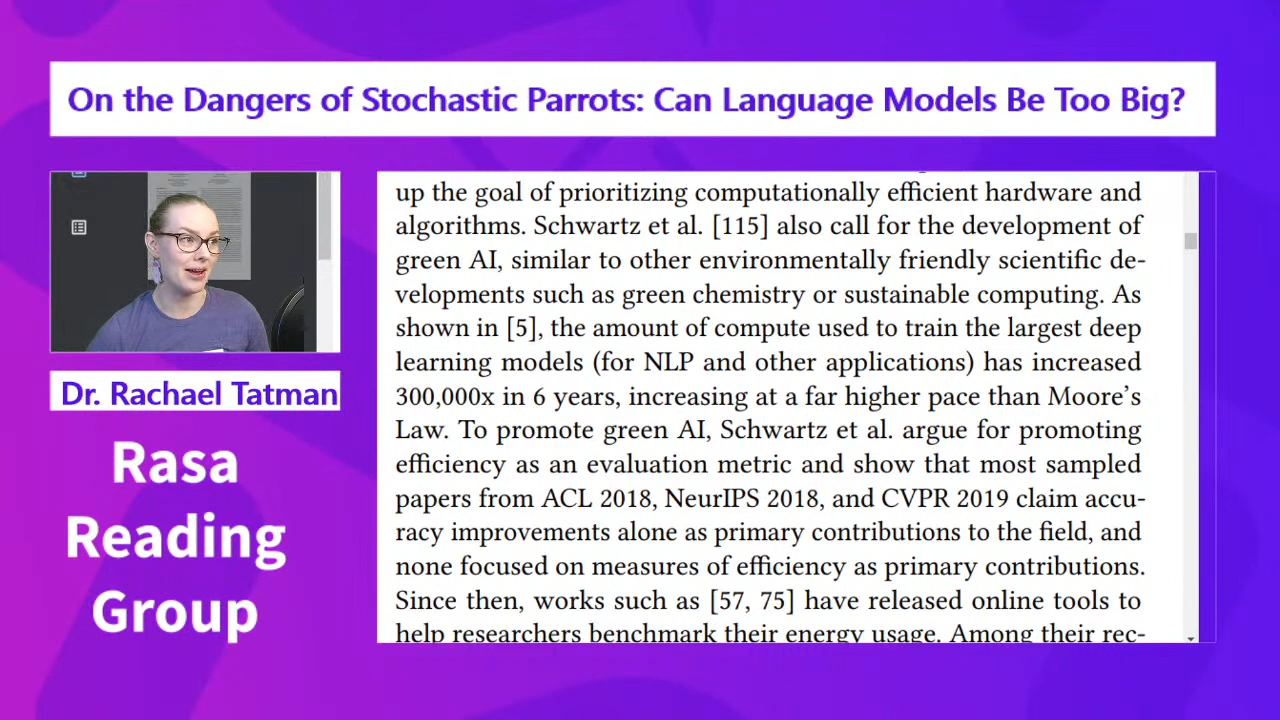 On the Dangers of Stochastic Parrots: Can Language Models Be Too Big?
Dr. Rachael Tatman
Rasa
Reading
Group
up the goal of prioritizing computationally efficient hardware and
algorithms. Schwartz et al. [115] also call for the development of
green AI, similar to other environmentally friendly scientific de-
velopments such as green chemistry or sustainable computing. As
shown in [5], the amount of compute used to train the largest deep
learning models (for NLP and other applications) has increased
300,000x in 6 years, increasing at a far higher pace than Moore’s
Law. To promote green AI, Schwartz et al. argue for promoting
efficiency as an evaluation metric and show that most sampled
papers from ACL 2018, NeurIPS 2018, and CVPR 2019 claim accu-
racy improvements alone as primary contributions to the field, and
none focused on measures of efficiency as primary contributions.
Since then, works such as [57, 75] have released online tools to
help researchers benchmark their energy usage. Among their rec-